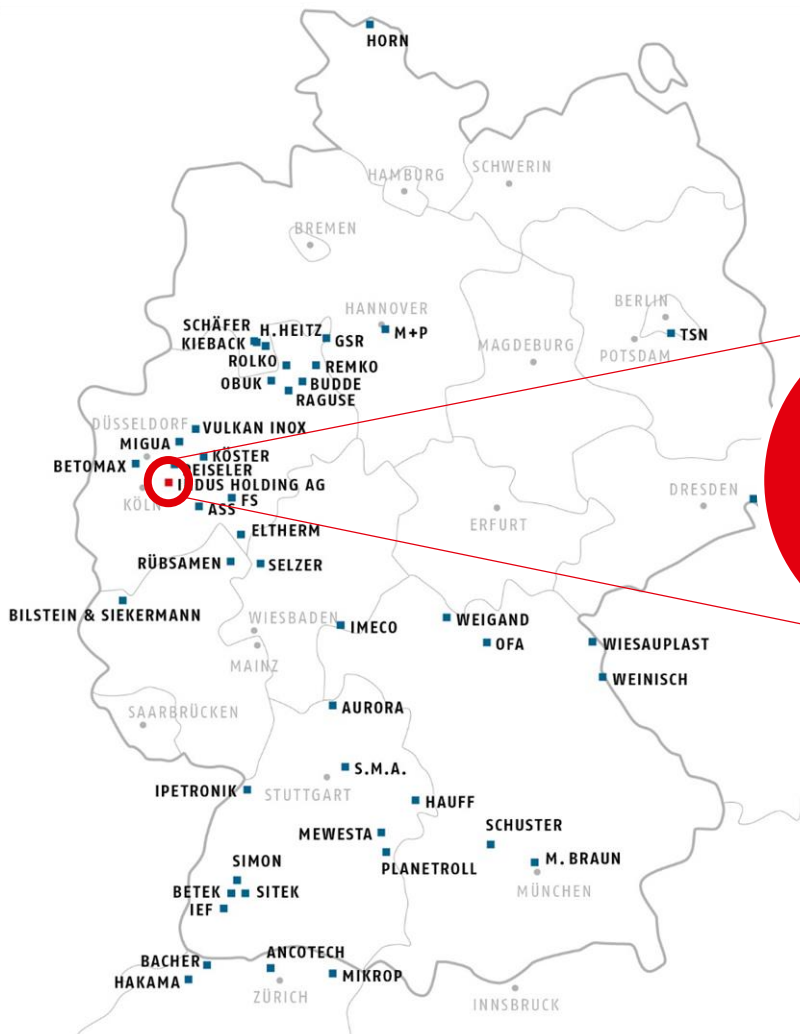 HORN
SCHWERIN
HAMBURG
BREMEN
BERLIN
HANNOVER
SCHÄFER
H.HEITZ
M+P
TSN
KIEBACK
GSR
MAGDEBURG
POTSDAM
ROLKO
REMKO
OBUK
BUDDE
RAGUSE
DÜSSELDORF
VULKAN INOX
MIGUA
KÖSTER
BETOMAX
INDUS HOLDING AG
DRESDEN
FS
KÖLN
ASS
ERFURT
ELTHERM
RÜBSAMEN
SELZER
BILSTEIN & SIEKERMANN
WIESBADEN
WEIGAND
IMECO
OFA
WIESAUPLAST
MAINZ
WEINISCH
AURORA
SAARBRÜCKEN
S.M.A.
IPETRONIK
STUTTGART
HAUFF
SCHUSTER
MEWESTA
M. BRAUN
SIMON
PLANETROLL
BETEK
SITEK
MÜNCHEN
IEF
ANCOTECH
BACHER
MIKROP
HAKAMA
ZÜRICH
INNSBRUCK